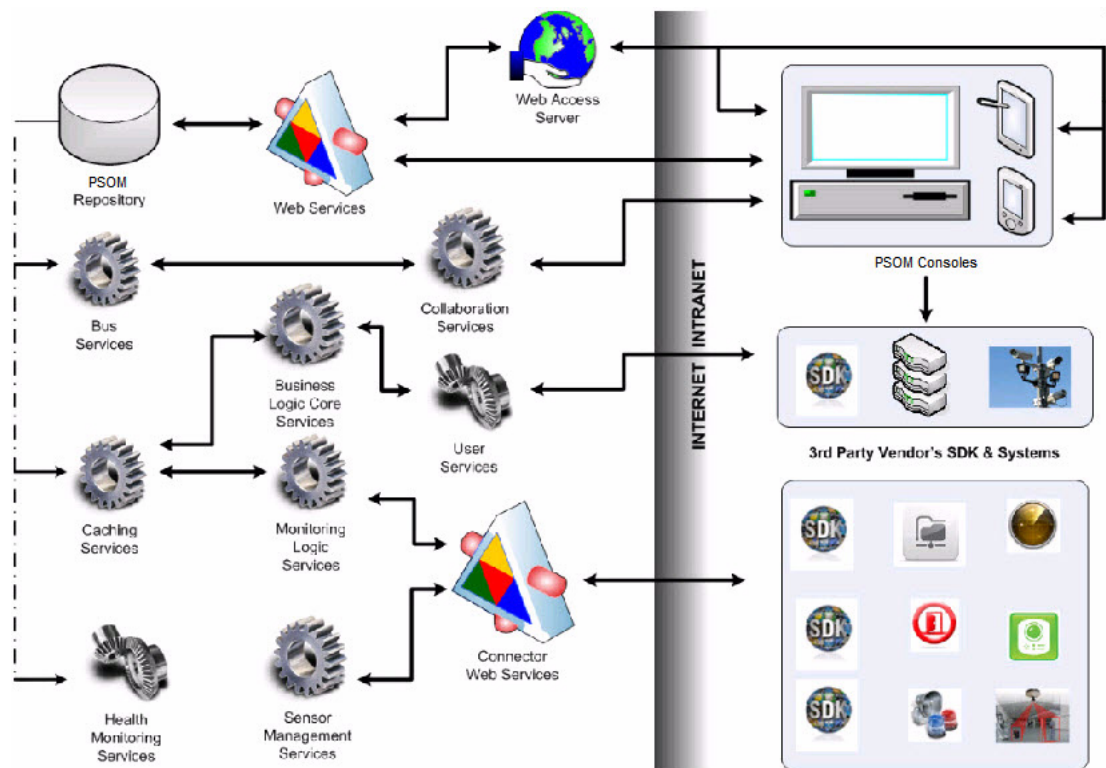 Web Access
Server
PSOM
Repository
Web Services
PSOM Consoles
Bus
Services
Collaboration
Services
Business
Logic Core
Services
User
Services
INTERNET INTRANET
SDK
3rd Party Vendor's SDK & Systems
Caching
Services
Monitoring
Logic
Services
Connector
Web Services
SDK
SDK
SDK
Health
Monitoring
Services
Sensor
Management
Services